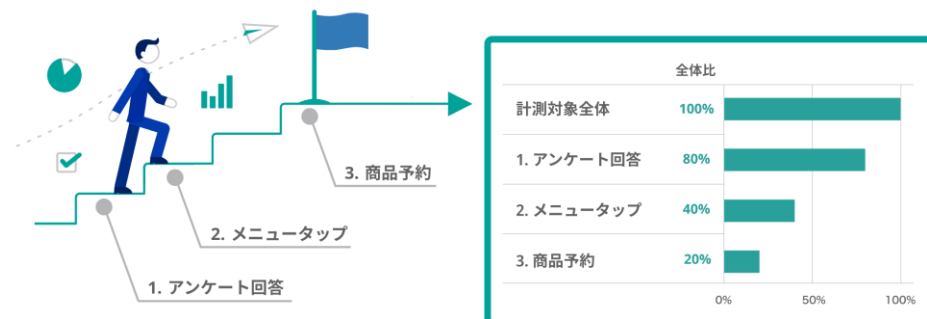 3. 商品予約
2. メニュータップ
1. アンケート回答
全体比
計測対象全体 100%
1. アンケート回答 80%
2. メニュータップ 40%
3. 商品予約 20%
0% 50% 100%